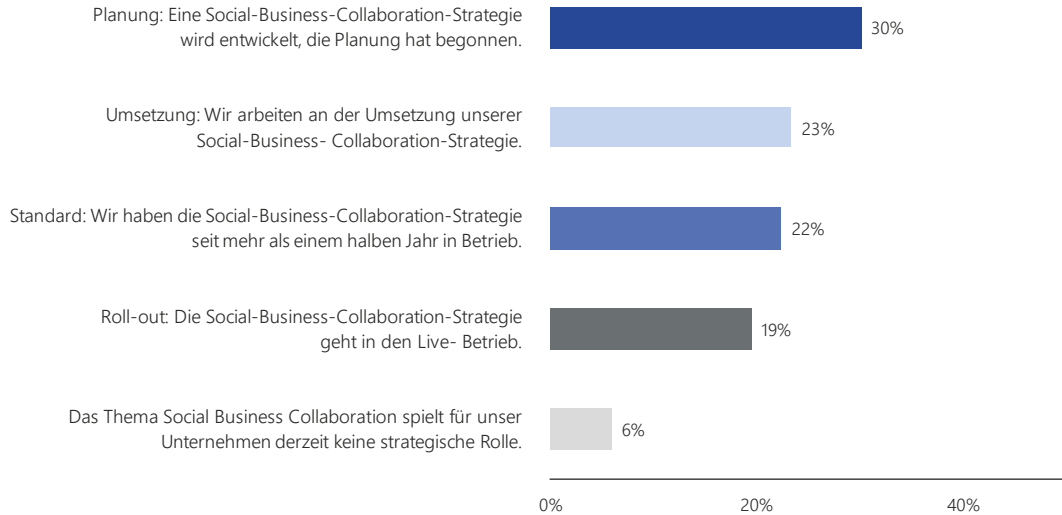 Planung: Eine Social-Business-Collaboration-Strategie
wird entwickelt, die Planung hat begonnen.
30%
Umsetzung: Wir arbeiten an der Umsetzung unserer
Social-Business- Collaboration-Strategie.
23%
Standard: Wir haben die Social-Business-Collaboration-Strategie
seit mehr als einem halben Jahr in Betrieb.
22%
Roll-out: Die Social-Business-Collaboration-Strategie
geht in den Live- Betrieb.
19%
Das Thema Social Business Collaboration spielt für unser
Unternehmen derzeit keine strategische Rolle.
6%
0% 20% 40%